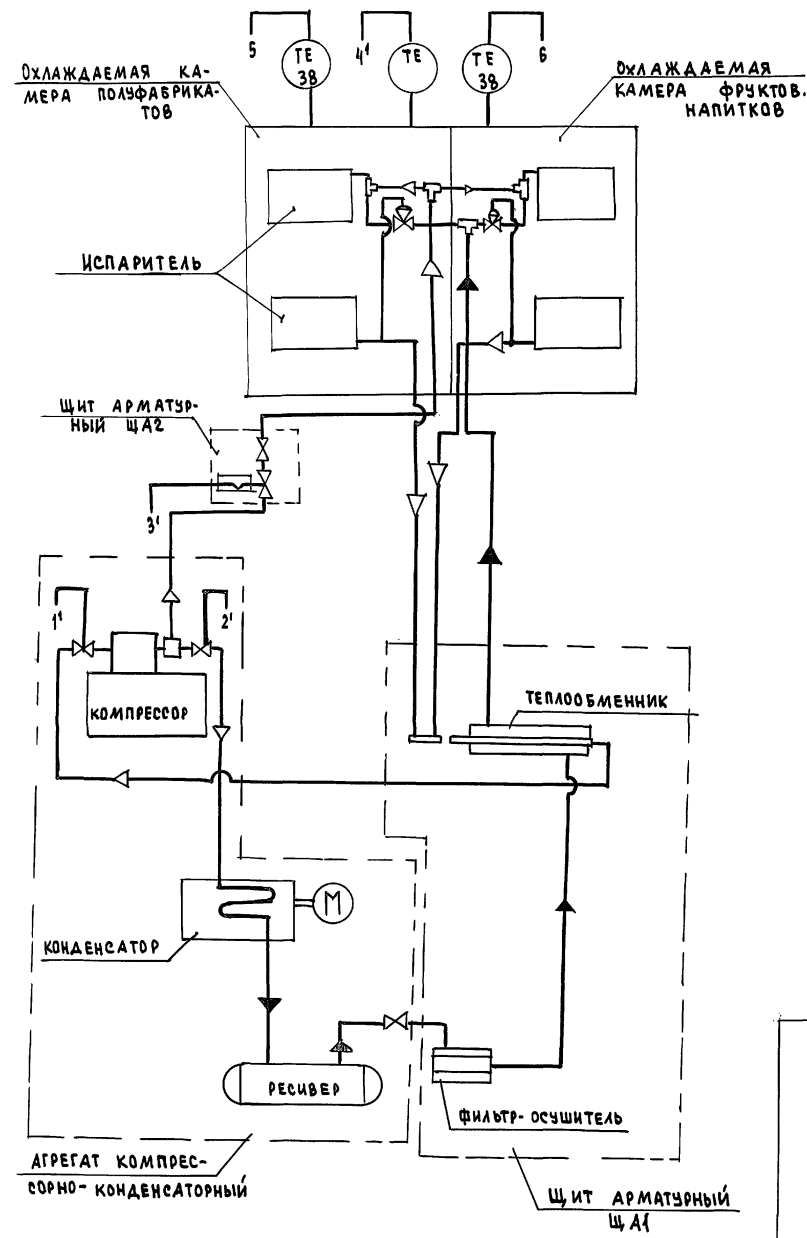 5
4'
6
ТЕ
38
ТЕ
ТЕ
38
ОХЛАЖДАЕМАЯ КА-
МЕРА ПОЛУФАБРИКА-
ТОВ
ОХЛАЖДАЕМАЯ
КАМЕРА ФРУКТОВ.
НАПИТКОВ
ИСПАРИТЕЛЬ
ЩИТ АРМАТУР-
НЫЙ ЩА2
3'
1'
2'
КОМПРЕССОР
ТЕПЛООБМЕННИК
М
КОНДЕНСАТОР
РЕСИВЕР
ФИЛЬТР-ОСУШИТЕЛЬ
АГРЕГАТ КОМПРЕС-
СОРНО-КОНДЕНСАТОРНЫЙ
ЩИТ АРМАТУРНЫЙ
ЩА1